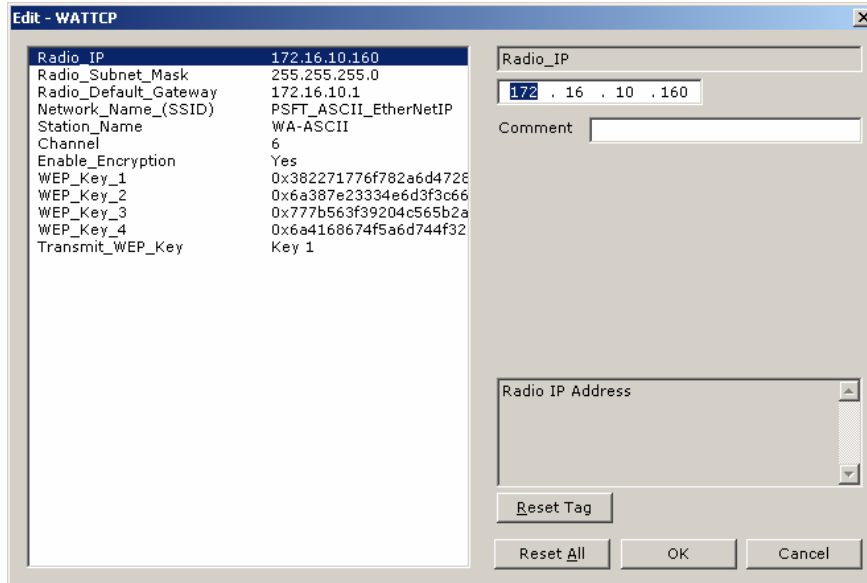 Edit - WATTCP
Radio_IP 172.16.10.160
Radio_Subnet_Mask 255.255.255.0
Radio_Default_Gateway 172.16.10.1
Network_Name_(SSID) PSFT_ASCII_EtherNetIP
Station_Name WA-ASCII
Channel 6
Enable_Encryption Yes
WEP_Key_1 0x382271776f782a6d4728
WEP_Key_2 0x6a387e23334e6d3f3c66
WEP_Key_3 0x777b563f39204c565b2a
WEP_Key_4 0x6a4168674f5a6d744f32
Transmit_WEP_Key Key 1
Radio_IP
172 . 16 . 10 . 160
Comment
Radio IP Address
Reset Tag
Reset All OK Cancel